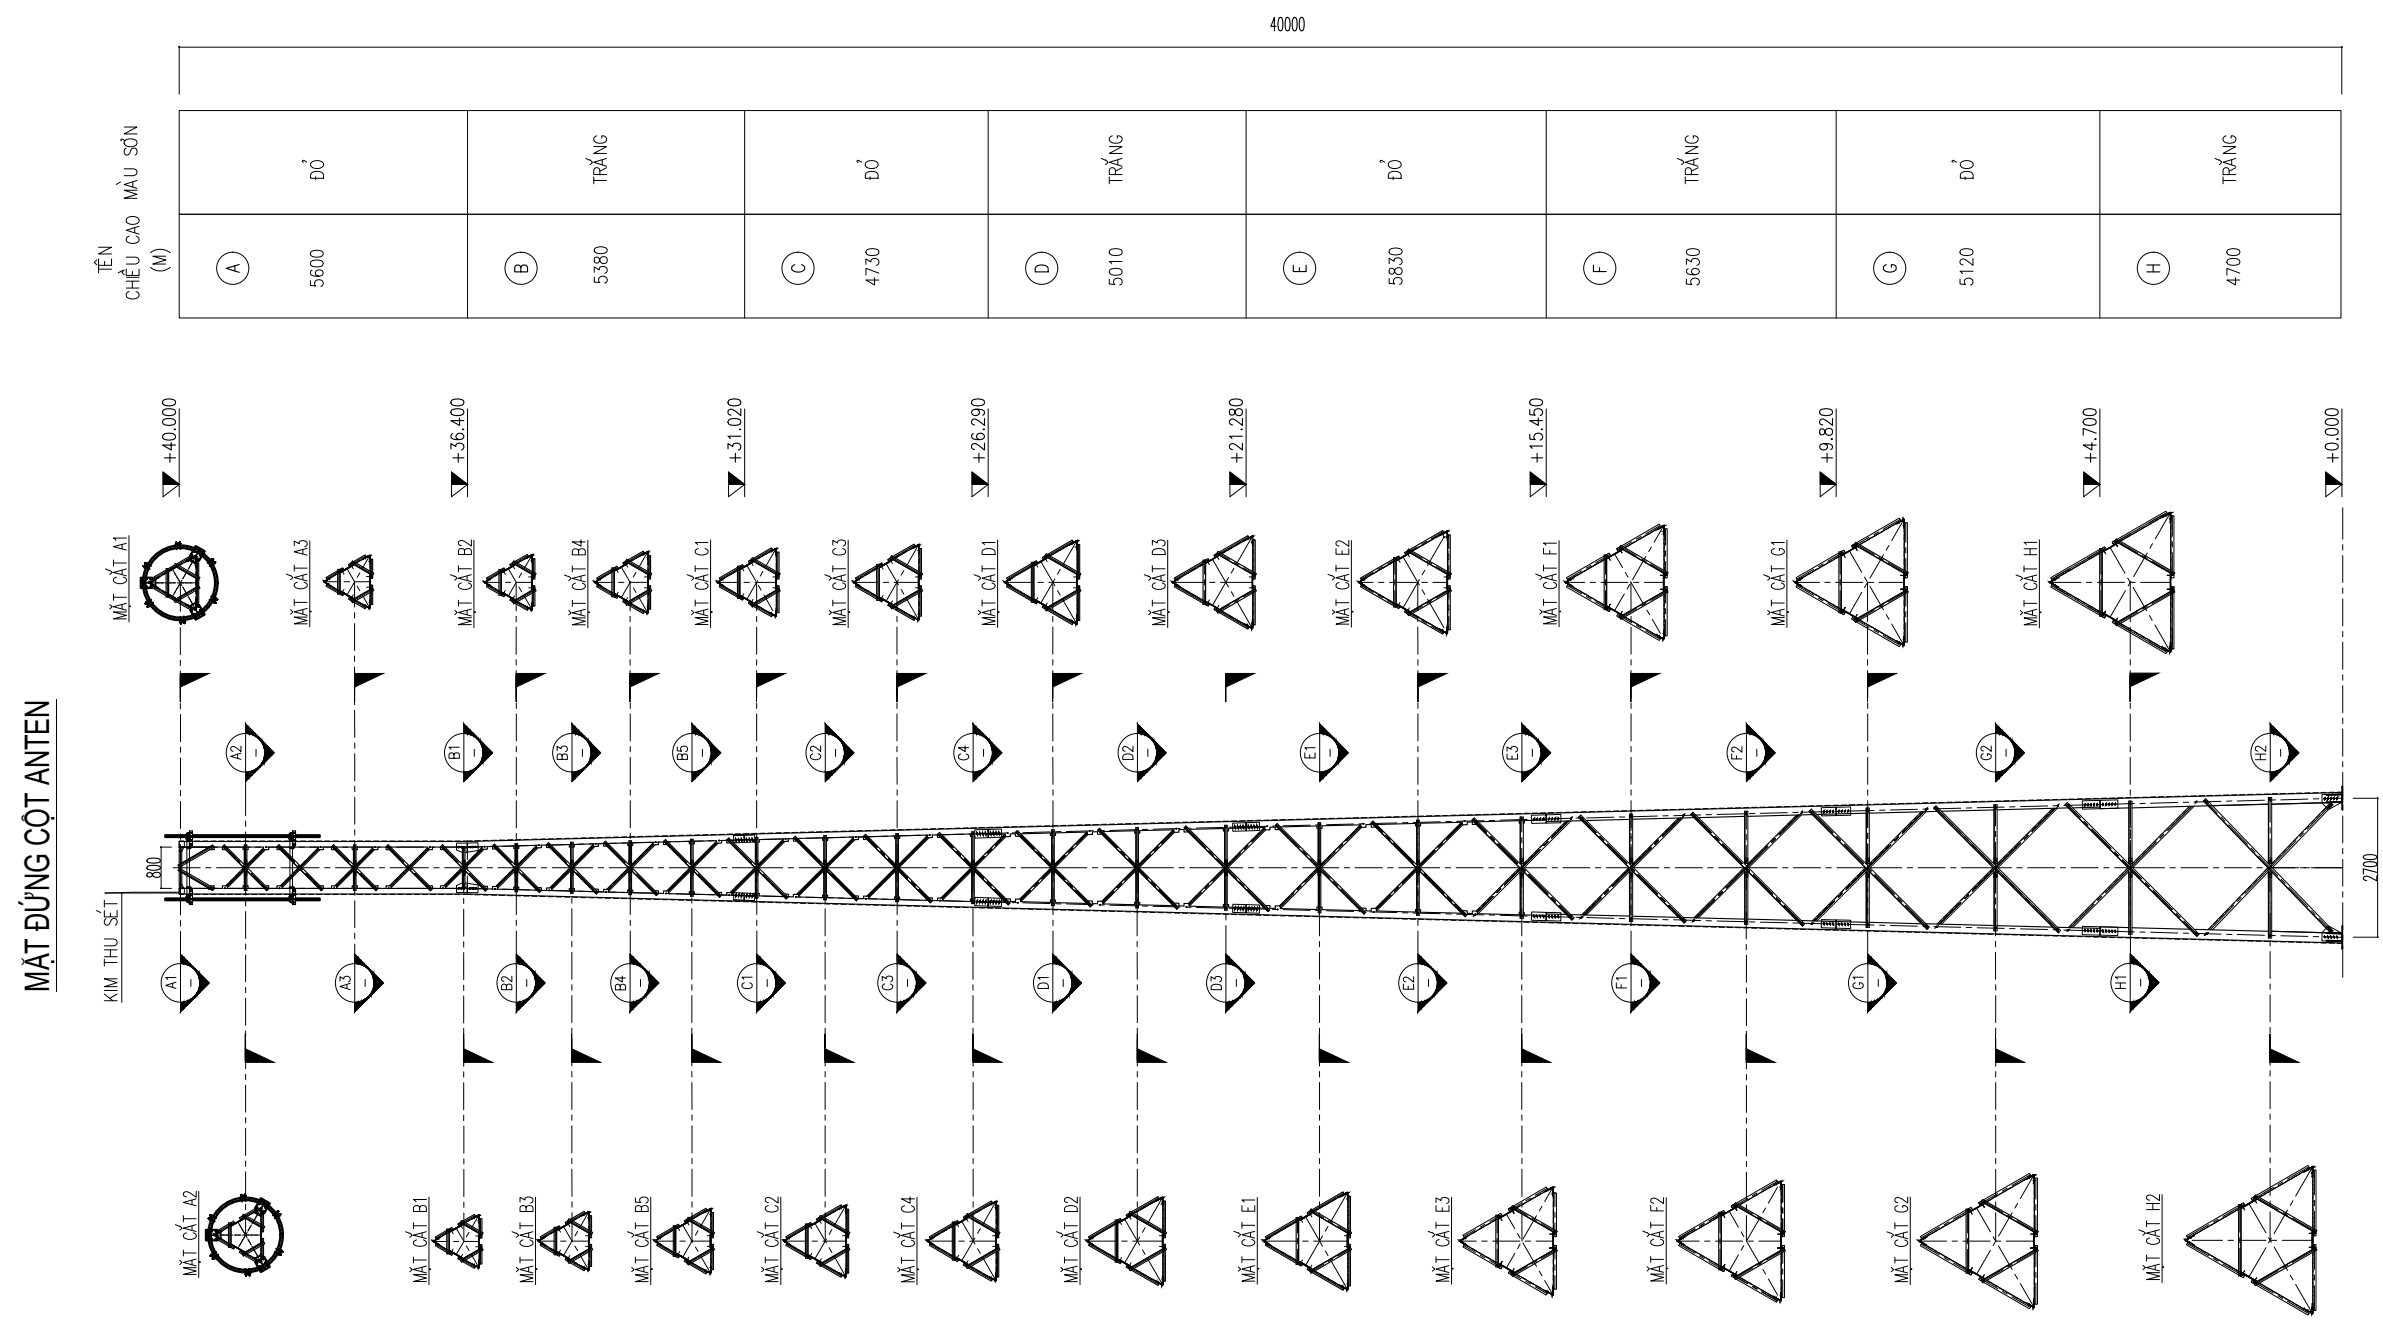 MẶT ĐỨNG CỘT ANTEN
40000
TÊN
CHIỀU CAO
(M)
MÀU SƠN
A
5600
ĐỎ
B
5380
TRẮNG
C
4730
ĐỎ
D
5010
TRẮNG
E
5830
ĐỎ
F
5630
TRẮNG
G
5120
ĐỎ
H
4700
TRẮNG
+40.000
+36.400
+31.020
+26.290
+21.280
+15.450
+9.820
+4.700
+0.000
MẶT CẮT A1
MẶT CẮT A3
MẶT CẮT B2
MẶT CẮT B4
MẶT CẮT C1
MẶT CẮT C3
MẶT CẮT D1
MẶT CẮT D3
MẶT CẮT E2
MẶT CẮT F1
MẶT CẮT G1
MẶT CẮT H1
A2
B1
B3
B5
C2
C4
D2
E1
E3
F2
G2
H2
800
2700
KIM THU SÉT
A1
A3
B2
B4
C1
C3
D1
D3
E2
F1
G1
H1
MẶT CẮT A2
MẶT CẮT B1
MẶT CẮT B3
MẶT CẮT B5
MẶT CẮT C2
MẶT CẮT C4
MẶT CẮT D2
MẶT CẮT E1
MẶT CẮT E3
MẶT CẮT F2
MẶT CẮT G2
MẶT CẮT H2